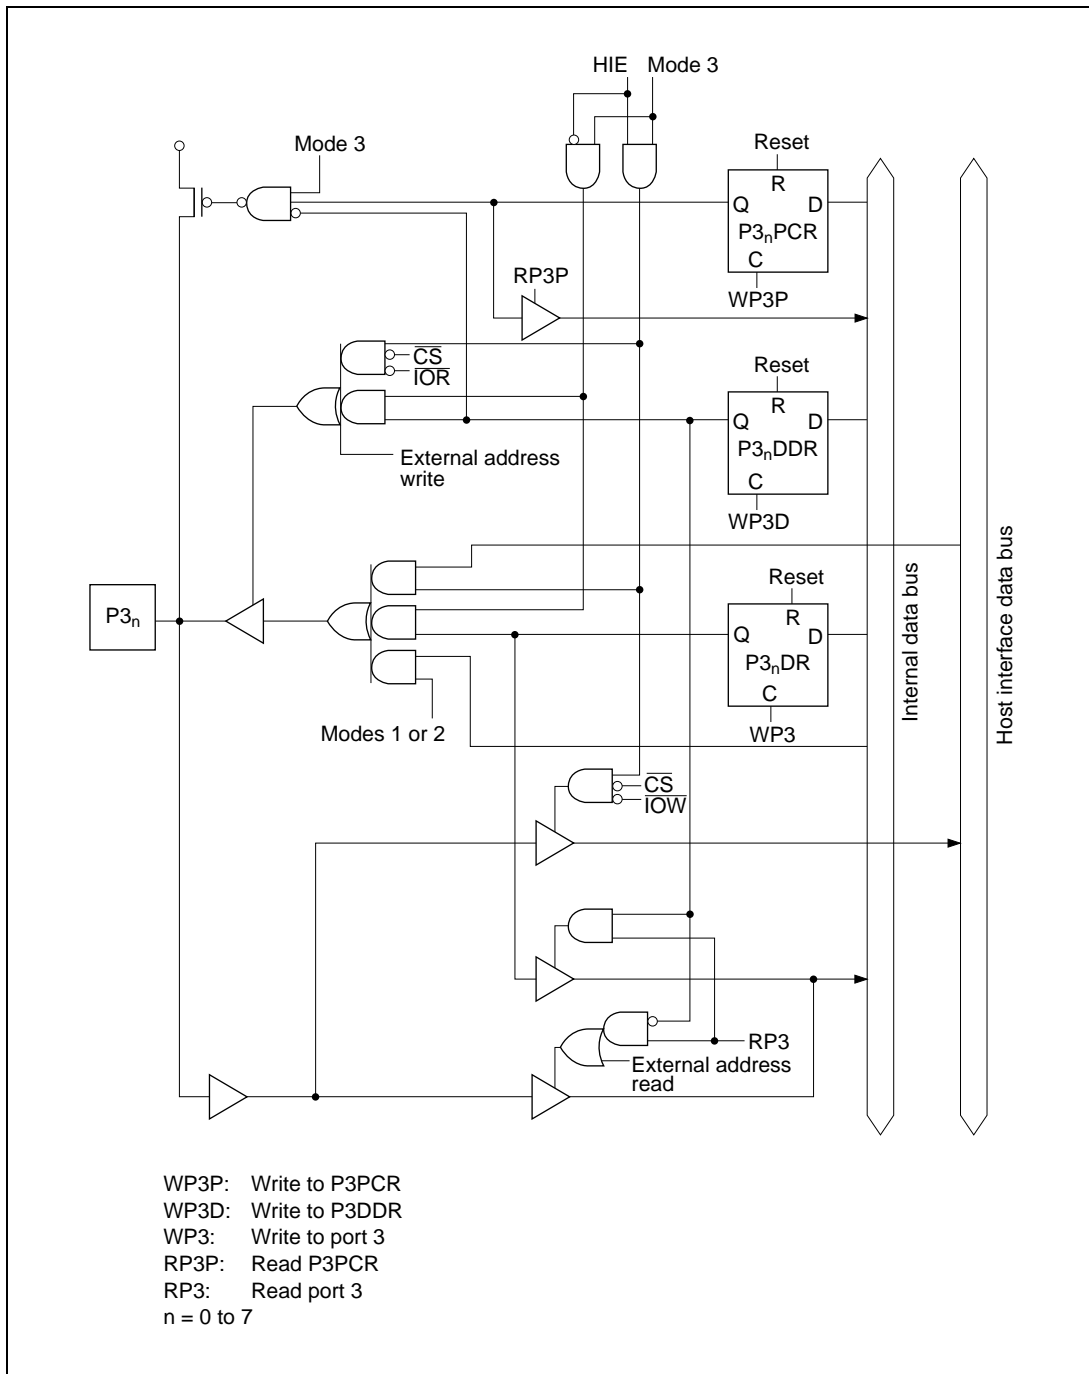 HIE Mode 3
Mode 3
Reset
R
Q D
P3nPCR
C
WP3P
RP3P
CS
IOR
Reset
R
Q D
P3nDDR
C
WP3D
External address
write
Reset
R
Q D
P3nDR
C
WP3
P3n
Modes 1 or 2
Internal data bus
Host interface data bus
CS
IOW
RP3
External address
read
WP3P: Write to P3PCR
WP3D: Write to P3DDR
WP3: Write to port 3
RP3P: Read P3PCR
RP3: Read port 3
n = 0 to 7